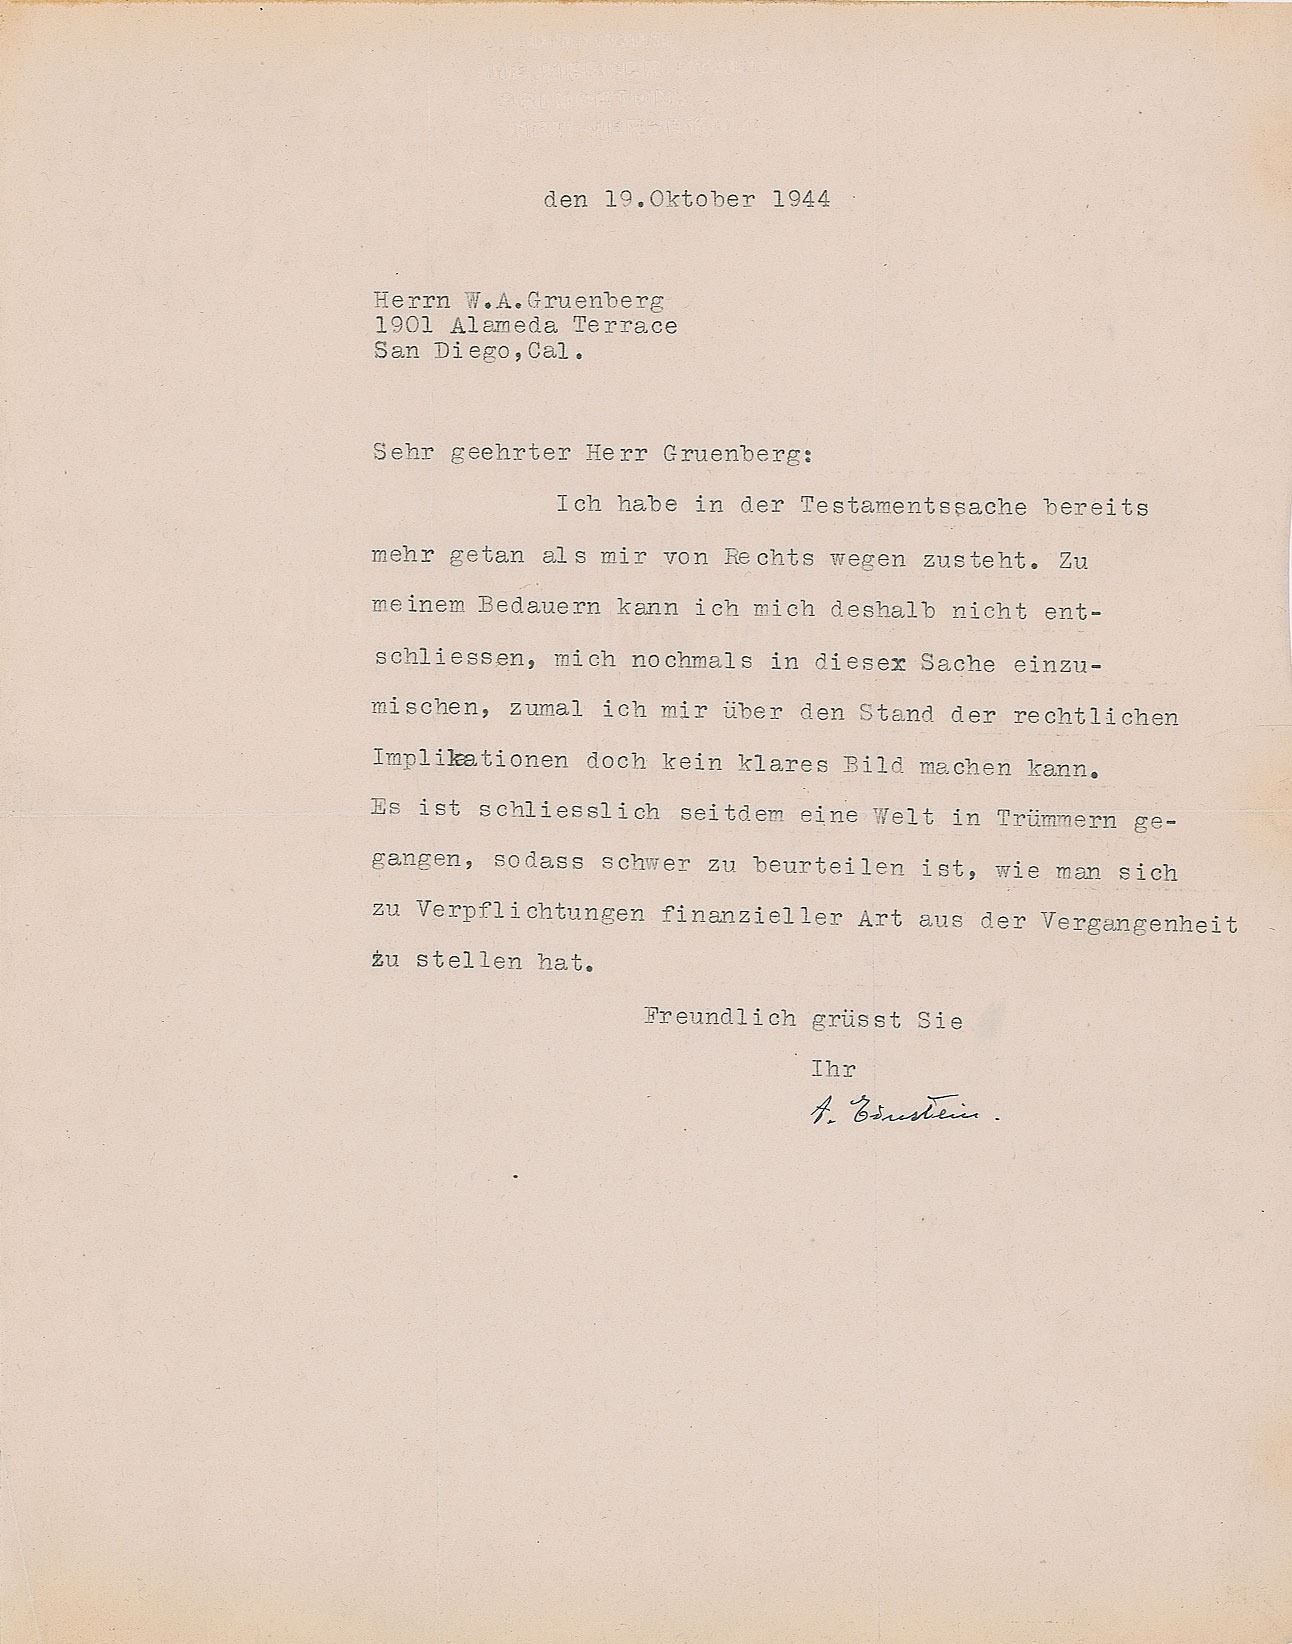 den 19.Oktober 1944
Herrn W.A.Gruenberg
1901 Alameda Terrace
San Diego,Cal.
Sehr geehrter Herr Gruenberg:
Ich habe in der Testamentssache bereits
mehr getan als mir von Rechts wegen zusteht. Zu
meinem Bedauern kann ich mich deshalb nicht ent-
schliessen, mich nochmals in dieser Sache einzu-
mischen, zumal ich mir über den Stand der rechtlichen
Implikationen doch kein klares Bild machen kann.
Es ist schliesslich seitdem eine Welt in Trümmern ge-
gangen, sodass schwer zu beurteilen ist, wie man sich
zu Verpflichtungen finanzieller Art aus der Vergangenheit
zu stellen hat.
Freundlich grüsst Sie
Ihr
A. Einstein.